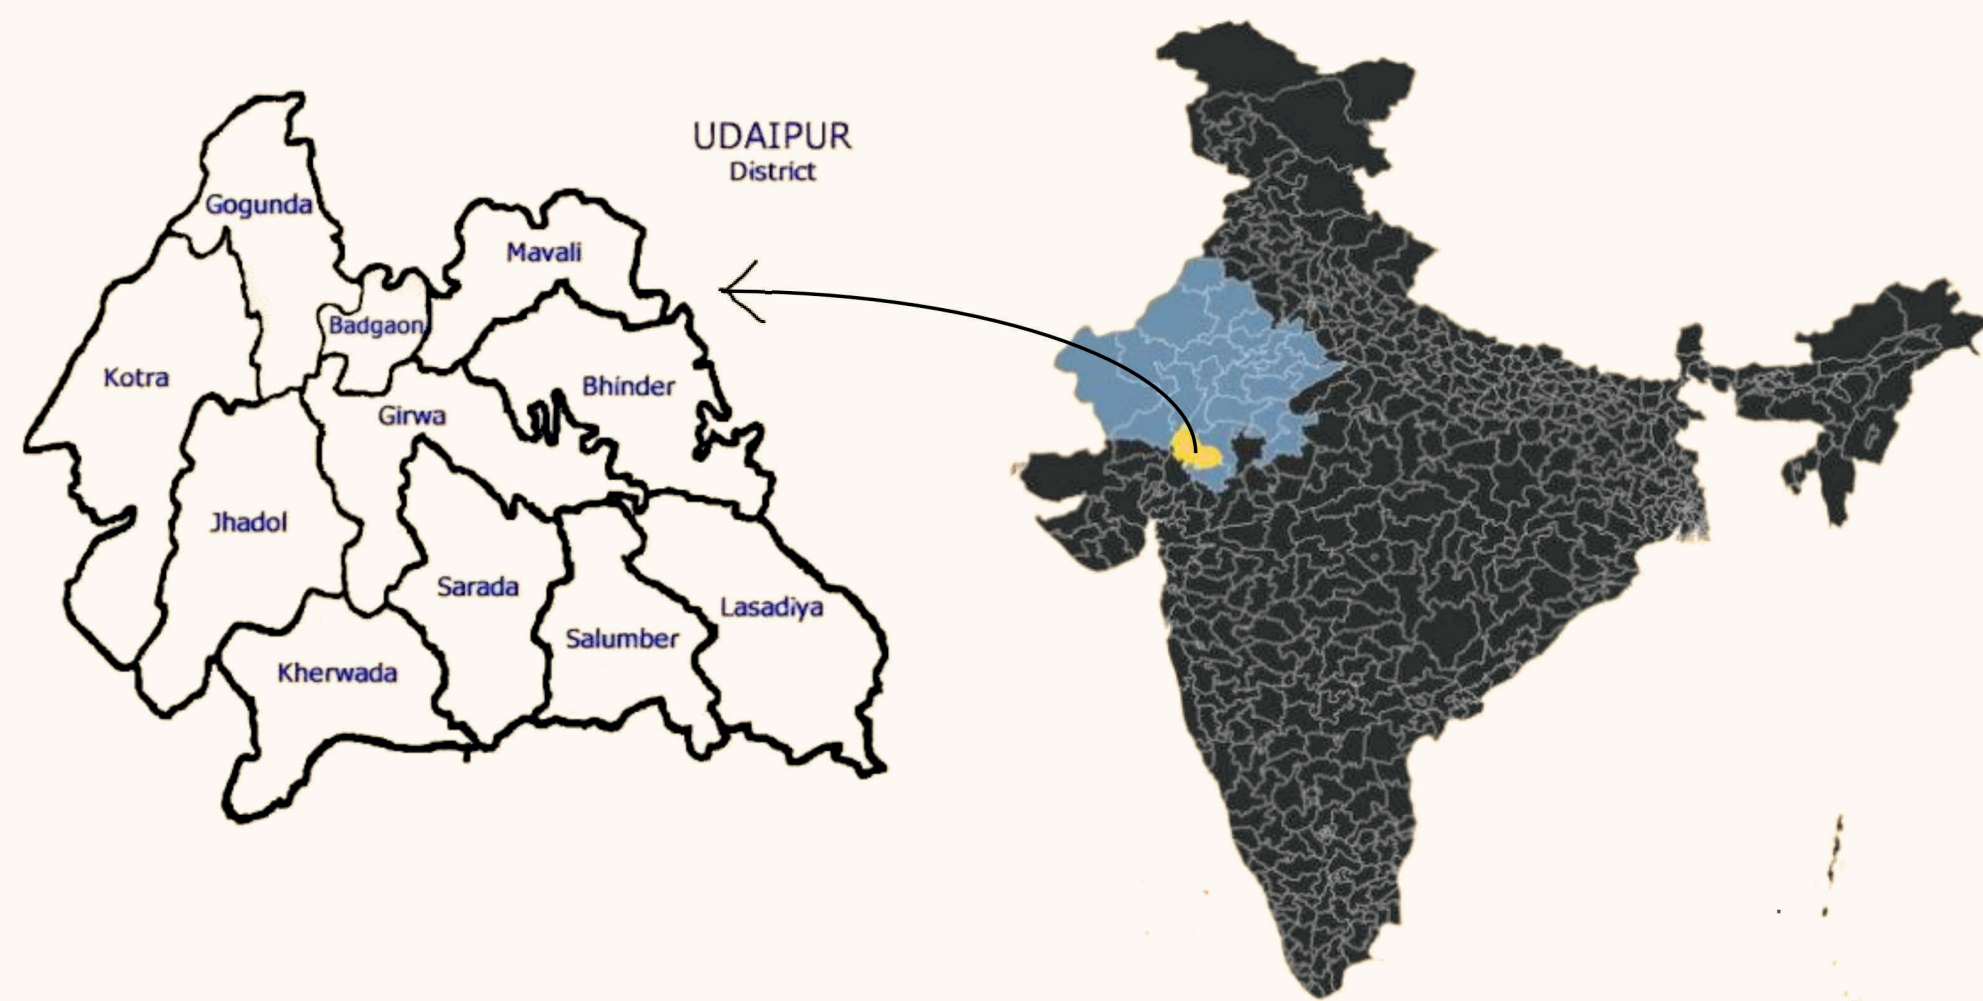 UDAIPUR
District
Gogunda
Mavali
Badgaon
Kotra
Bhinder
Girwa
Jhadol
Sarada
Lasadiya
Salumber
Kherwada